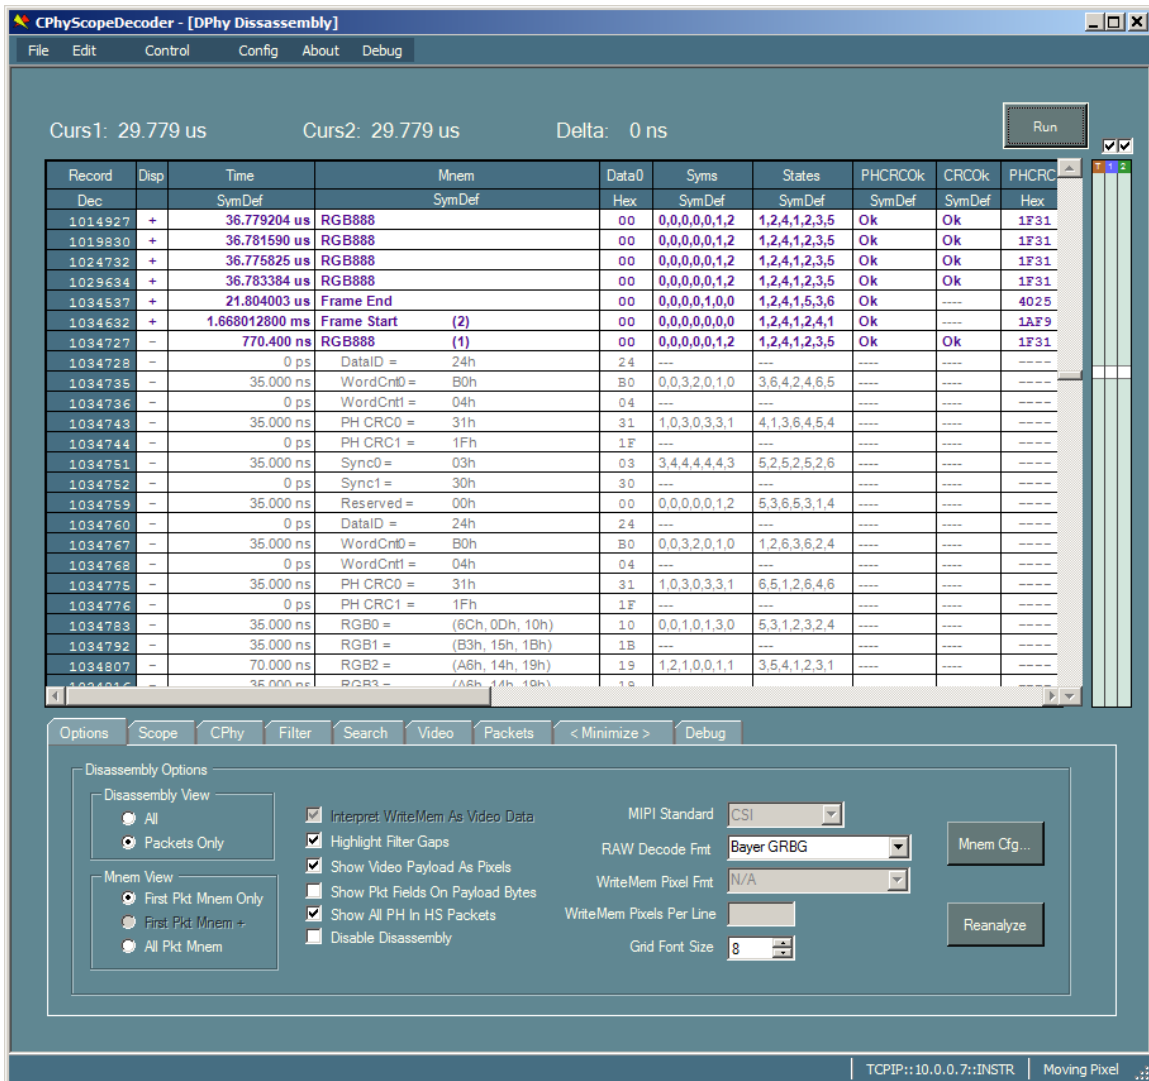 CPhyScopeDecoder - [DPhy Dissassembly]
File Edit Control Config About Debug
Curs1: 29.779 us Curs2: 29.779 us Delta: 0 ns Run
Record Disp Time Mnem Data0 Syms States PHCRCOk CRCOk PHCRC T 1 2
Dec SymDef SymDef Hex SymDef SymDef SymDef SymDef Hex
1014927 + 36.779204 us RGB888 00 0,0,0,0,0,1,2 1,2,4,1,2,3,5 Ok Ok 1F31
1019830 + 36.781590 us RGB888 00 0,0,0,0,0,1,2 1,2,4,1,2,3,5 Ok Ok 1F31
1024732 + 36.775825 us RGB888 00 0,0,0,0,0,1,2 1,2,4,1,2,3,5 Ok Ok 1F31
1029634 + 36.783384 us RGB888 00 0,0,0,0,0,1,2 1,2,4,1,2,3,5 Ok Ok 1F31
1034537 + 21.804003 us Frame End 00 0,0,0,0,1,0,0 1,2,4,1,5,3,6 Ok ---- 4025
1034632 + 1.668012800 ms Frame Start (2) 00 0,0,0,0,0,0,0 1,2,4,1,2,4,1 Ok ---- 1AF9
1034727 - 770.400 ns RGB888 (1) 00 0,0,0,0,0,1,2 1,2,4,1,2,3,5 Ok Ok 1F31
1034728 - 0 ps DataID = 24h 24 --- --- ---- ---- ----
1034735 - 35.000 ns WordCnt0 = B0h B0 0,0,3,2,0,1,0 3,6,4,2,4,6,5 ---- ---- ----
1034736 - 0 ps WordCnt1 = 04h 04 --- --- ---- ---- ----
1034743 - 35.000 ns PH CRC0 = 31h 31 1,0,3,0,3,3,1 4,1,3,6,4,5,4 ---- ---- ----
1034744 - 0 ps PH CRC1 = 1Fh 1F --- --- ---- ---- ----
1034751 - 35.000 ns Sync0 = 03h 03 3,4,4,4,4,4,3 5,2,5,2,5,2,6 ---- ---- ----
1034752 - 0 ps Sync1 = 30h 30 --- --- ---- ---- ----
1034759 - 35.000 ns Reserved = 00h 00 0,0,0,0,0,1,2 5,3,6,5,3,1,4 ---- ---- ----
1034760 - 0 ps DataID = 24h 24 --- --- ---- ---- ----
1034767 - 35.000 ns WordCnt0 = B0h B0 0,0,3,2,0,1,0 1,2,6,3,6,2,4 ---- ---- ----
1034768 - 0 ps WordCnt1 = 04h 04 --- --- ---- ---- ----
1034775 - 35.000 ns PH CRC0 = 31h 31 1,0,3,0,3,3,1 6,5,1,2,6,4,6 ---- ---- ----
1034776 - 0 ps PH CRC1 = 1Fh 1F --- --- ---- ---- ----
1034783 - 35.000 ns RGB0 = (6Ch, 0Dh, 10h) 10 0,0,1,0,1,3,0 5,3,1,2,3,2,4 ---- ---- ----
1034792 - 35.000 ns RGB1 = (B3h, 15h, 1Bh) 1B --- --- ---- ---- ----
1034807 - 70.000 ns RGB2 = (A6h, 14h, 19h) 19 1,2,1,0,0,1,1 3,5,4,1,2,3,1 ---- ---- ----
35.000 ns RGB3 = (A6h, 14h, 19h) 19
Options Scope CPhy Filter Search Video Packets < Minimize > Debug
Disassembly Options
Disassembly View
All
Packets Only
Mnem View
First Pkt Mnem Only
First Pkt Mnem +
All Pkt Mnem
Interpret WriteMem As Video Data
Highlight Filter Gaps
Show Video Payload As Pixels
Show Pkt Fields On Payload Bytes
Show All PH In HS Packets
Disable Disassembly
MIPI Standard CSI
RAW Decode Fmt Bayer GRBG
WriteMem Pixel Fmt N/A
WriteMem Pixels Per Line
Grid Font Size 8
Mnem Cfg...
Reanalyze
TCPIP::10.0.0.7::INSTR Moving Pixel